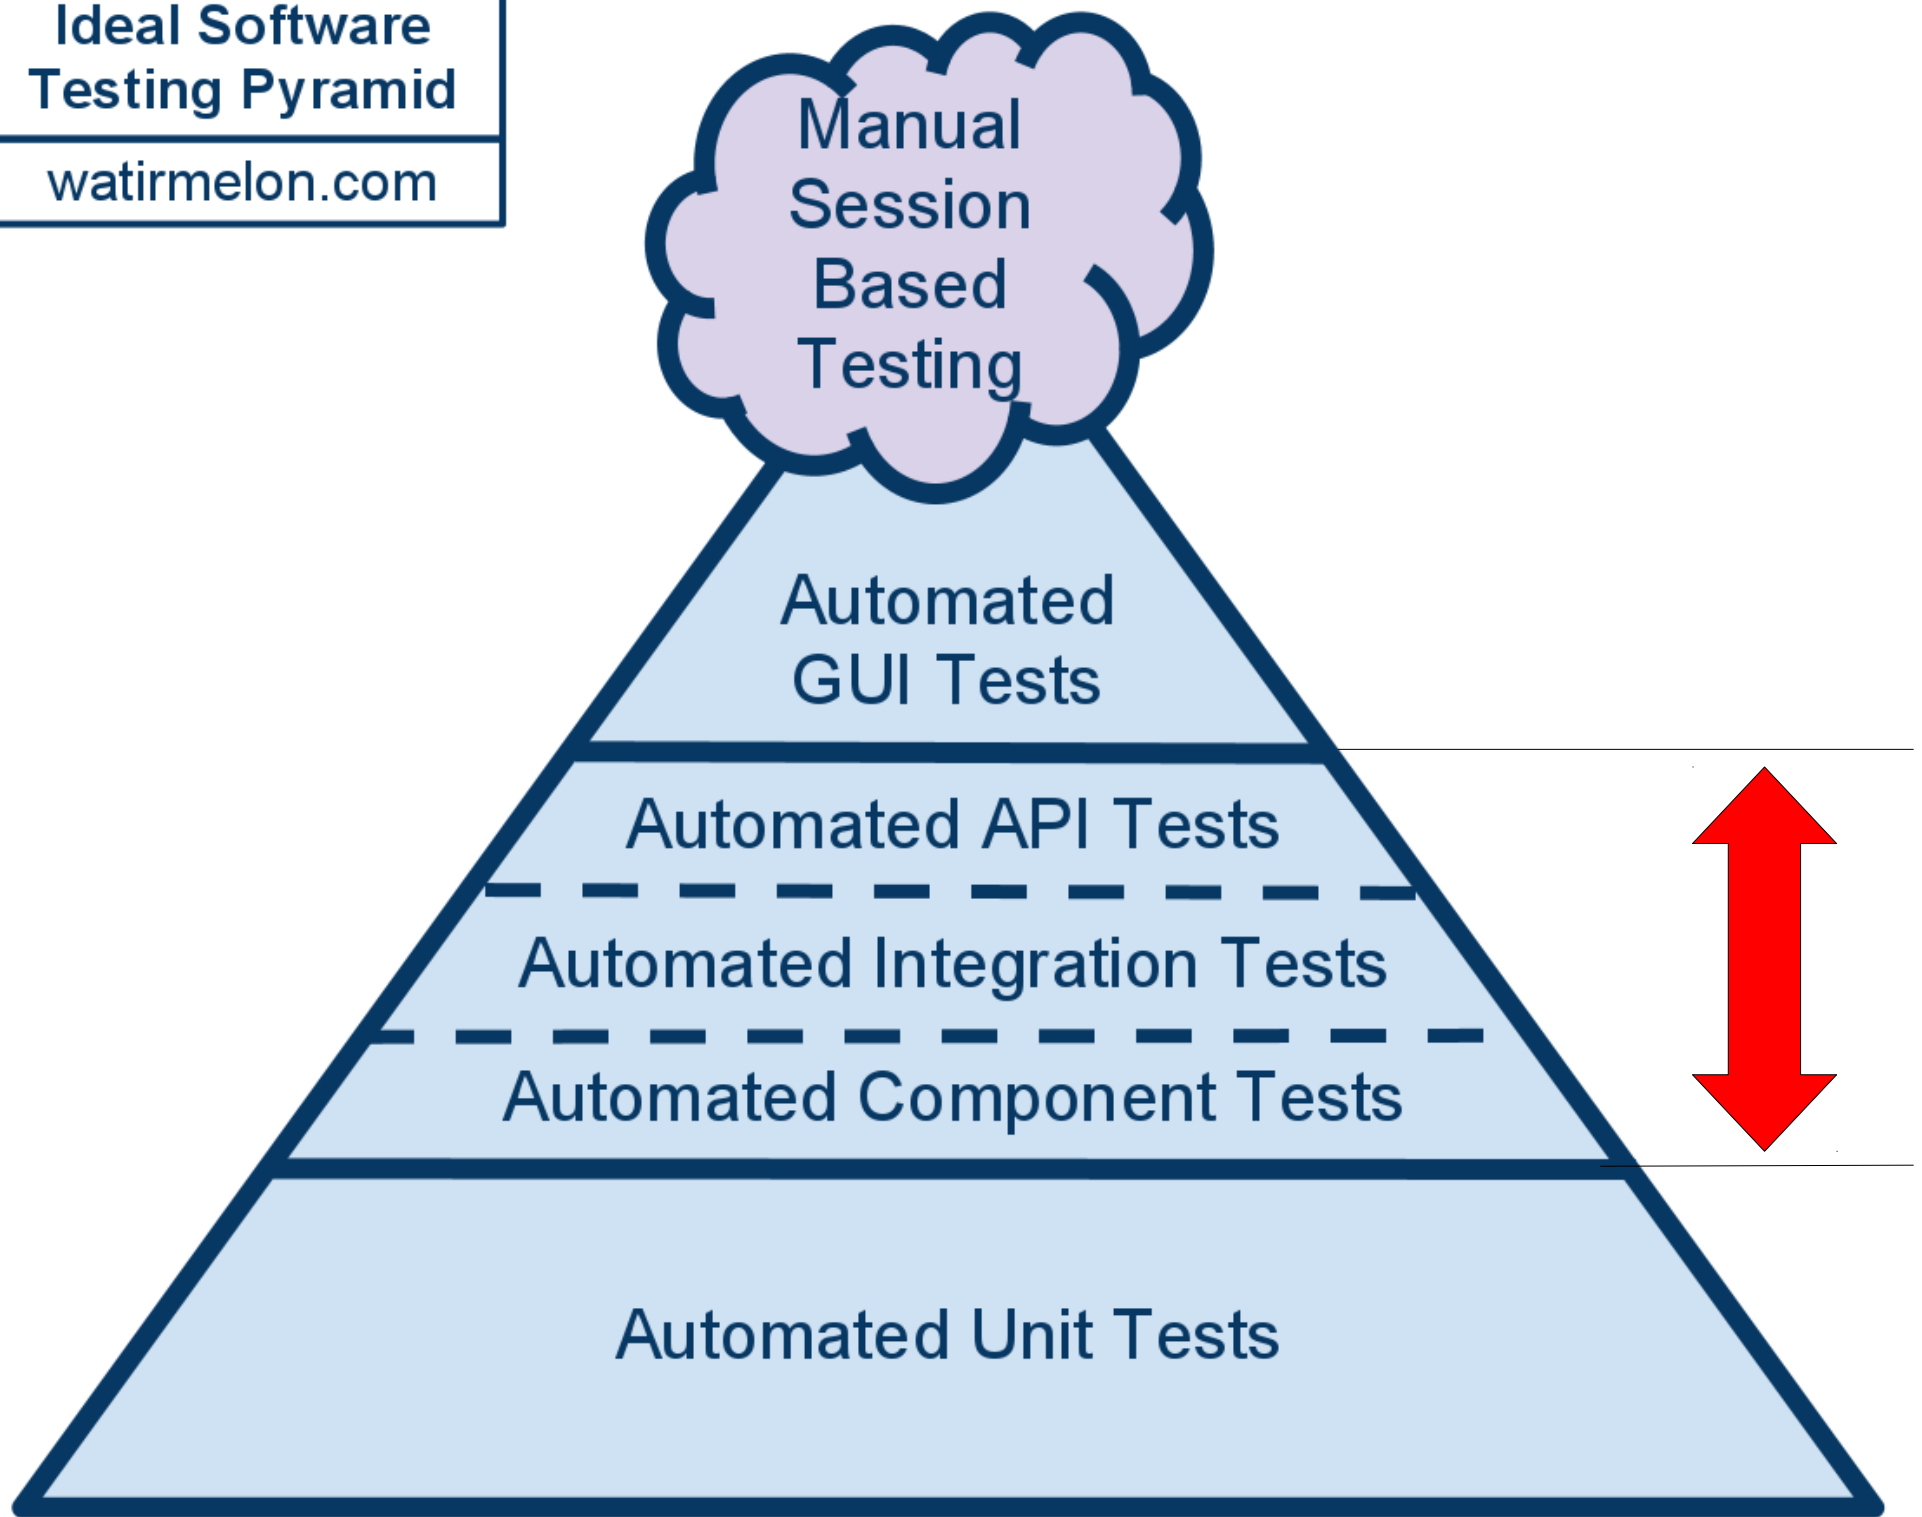 Ideal Software
Testing Pyramid
watirmelon.com
Manual
Session
Based
Testing
Automated
GUI Tests
Automated API Tests
Automated Integration Tests
Automated Component Tests
Automated Unit Tests